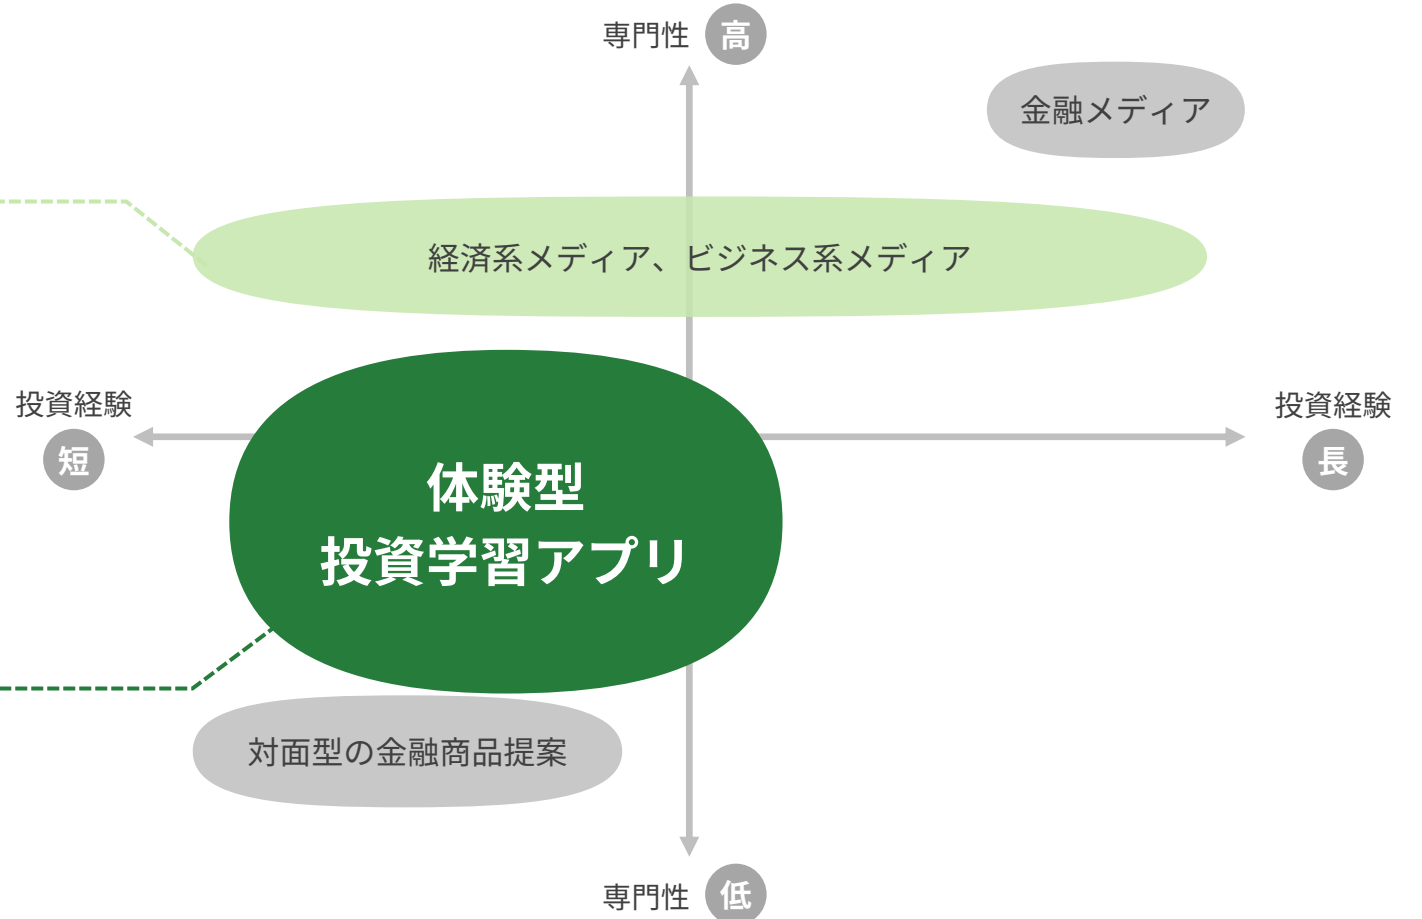 専門性 高
金融メディア
経済系メディア、ビジネス系メディア
投資経験
短
投資経験
長
体験型
投資学習アプリ
対面型の金融商品提案
専門性 低